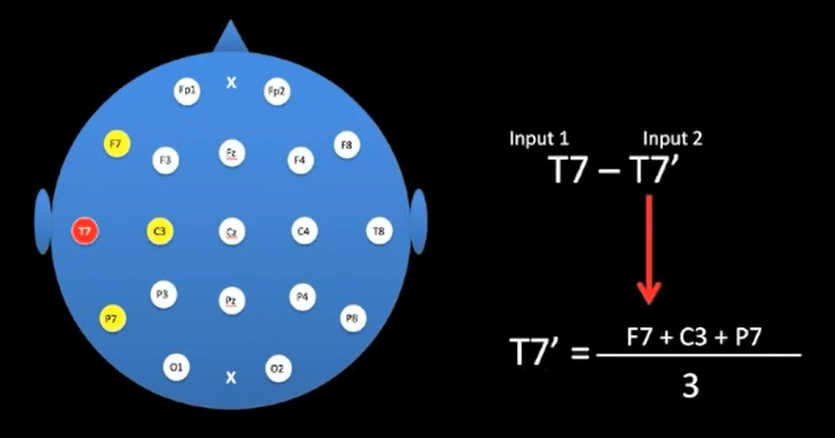 Fp1 X Fp2
F7 F3 Fz F4 F8
T7 C3 Cz C4 T8
P7 P3 Pz P4 P8
O1 X O2
Input 1 Input 2
T7 – T7’
T7’ = F7 + C3 + P7
3